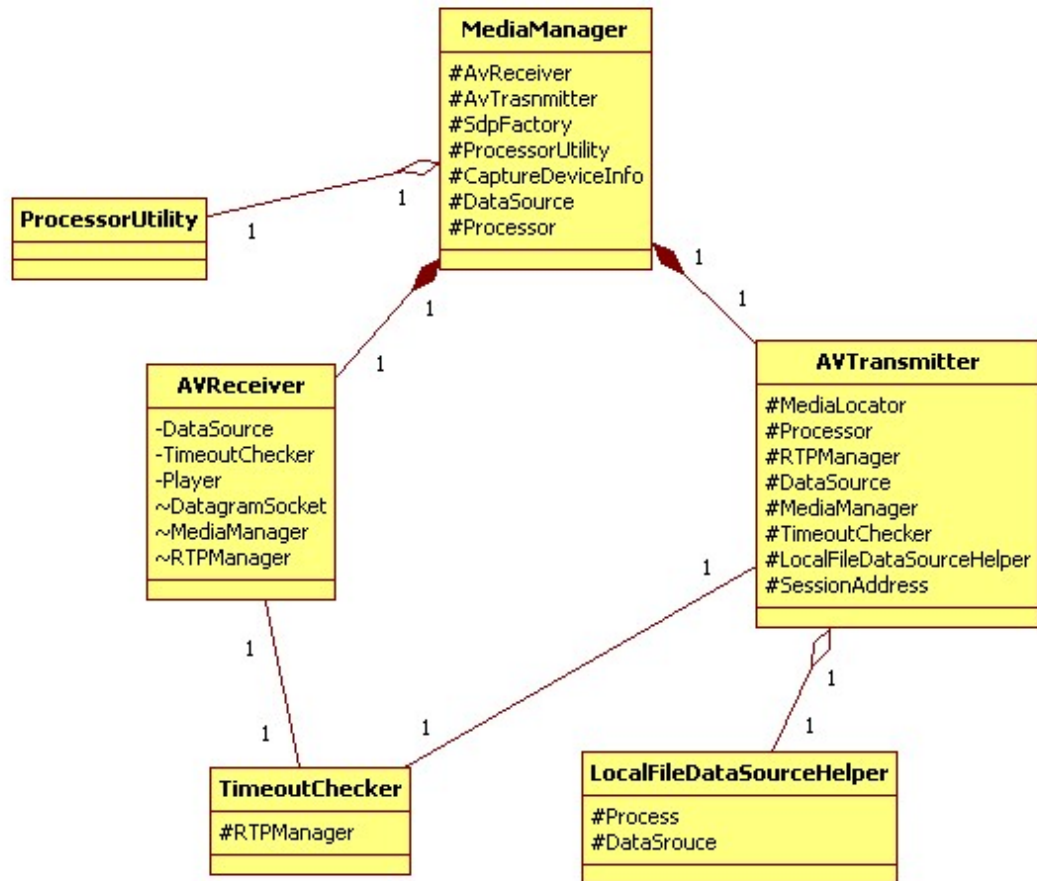 MediaManager
#AvReceiver
#AvTrasnmitter
#SdpFactory
#ProcessorUtility
#CaptureDeviceInfo
#DataSource
#Processor
1
1
ProcessorUtility
1
1
1
1
AVReceiver
-DataSource
-TimeoutChecker
-Player
~DatagramSocket
~MediaManager
~RTPManager
AVTransmitter
#MediaLocator
#Processor
#RTPManager
#DataSource
#MediaManager
#TimeoutChecker
#LocalFileDataSourceHelper
#SessionAddress
1
1
1
1
1
1
TimeoutChecker
#RTPManager
LocalFileDataSourceHelper
#Process
#DataSrouce